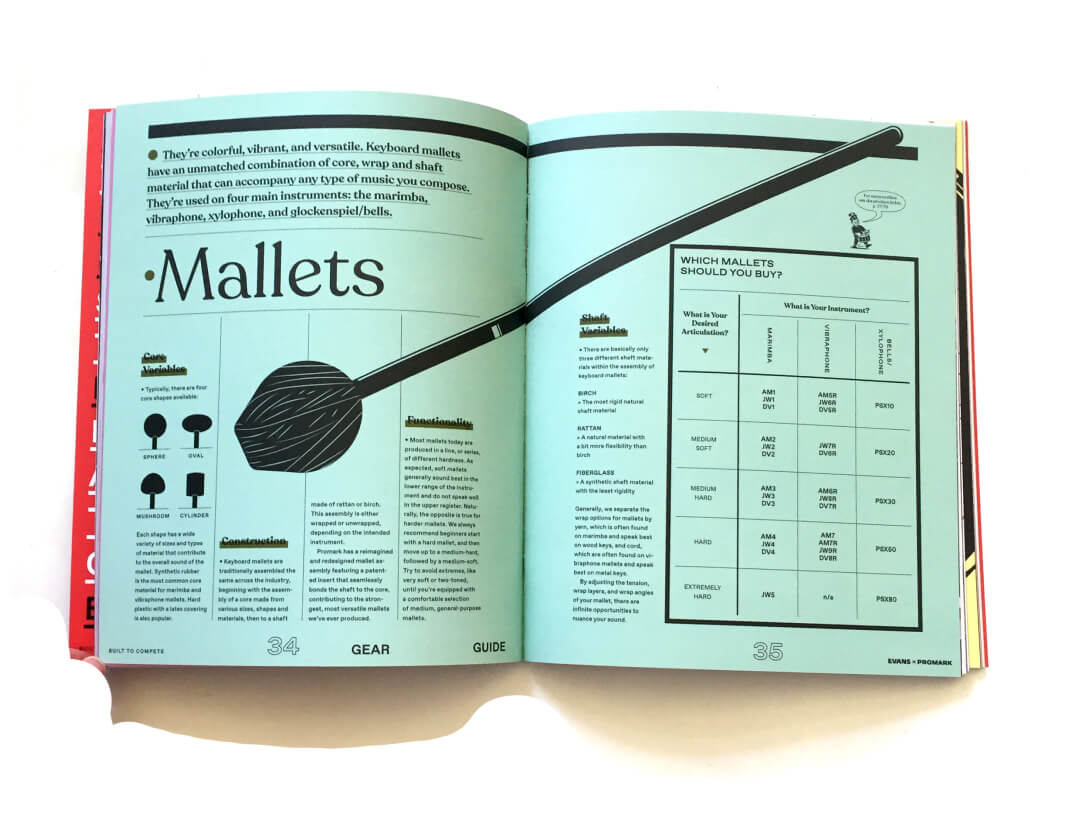 They're colorful, vibrant, and versatile. Keyboard mallets
have an unmatched combination of core, wrap and shaft
material that can accompany any type of music you compose.
They're used on four main instruments: the marimba,
vibraphone, xylophone, and glockenspiel/bells.
Mallets
Core
Variables
• Typically, there are four
core shapes available:
SPHERE OVAL
MUSHROOM CYLINDER
Each shape has a wide
variety of sizes and types
of material that contribute
to the overall sound of the
mallet. Synthetic rubber
is the most common core
material for marimba and
vibraphone mallets. Hard
plastic with a latex covering
is also popular.
Construction
• Keyboard mallets are
traditionally assembled the
same across the industry,
beginning with the assem-
bly of a core made from
various sizes, shapes and
materials, then to a shaft
made of rattan or birch.
This assembly is either
wrapped or unwrapped,
depending on the intended
instrument.
Promark has a reimagined
and redesigned mallet as-
sembly featuring a patent-
ed insert that seamlessly
bonds the shaft to the core,
contributing to the stron-
gest, most versatile mallets
we've ever produced.
Functionality
• Most mallets today are
produced in a line, or series,
of different hardness. As
expected, soft mallets
generally sound best in the
lower range of the instru-
ment and do not speak well
in the upper register. Natu-
rally, the opposite is true for
harder mallets. We always
recommend beginners start
with a hard mallet, and then
move up to a medium-hard,
followed by a medium-soft.
Try to avoid extremes, like
very soft or two-toned,
until you're equipped with
a comfortable selection
of medium, general-purpose
mallets.
BUILT TO COMPETE
34
GEAR
GUIDE
Shaft
Variables
• There are basically only
three different shaft mate-
rials within the assembly of
keyboard mallets:
BIRCH
» The most rigid natural
shaft material
RATTAN
» A natural material with
a bit more flexibility than
birch
FIBERGLASS
» A synthetic shaft material
with the least rigidity
Generally, we separate the
wrap options for mallets by
yarn, which is often found
on marimba and speak best
on wood keys, and cord,
which are often found on vi-
braphone mallets and speak
best on metal keys.
By adjusting the tension,
wrap layers, and wrap angles
of your mallet, there are
infinite opportunities to
nuance your sound.
WHICH MALLETS
SHOULD YOU BUY?
What is Your
Desired
Articulation?
What is Your Instrument?
MARIMBA
VIBRAPHONE
BELLS/
XYLOPHONE
SOFT
AM1
JW1
DV1
AM5R
JW6R
DV5R
PSX10
MEDIUM
SOFT
AM2
JW2
DV2
JW7R
DV6R
PSX20
MEDIUM
HARD
AM3
JW3
DV3
AM6R
JW8R
DV7R
PSX30
HARD
AM4
JW4
DV4
AM7
AM7R
JW9R
DV8R
PSX60
EXTREMELY
HARD
JW5
n/a
PSX80
35
EVANS × PROMARK